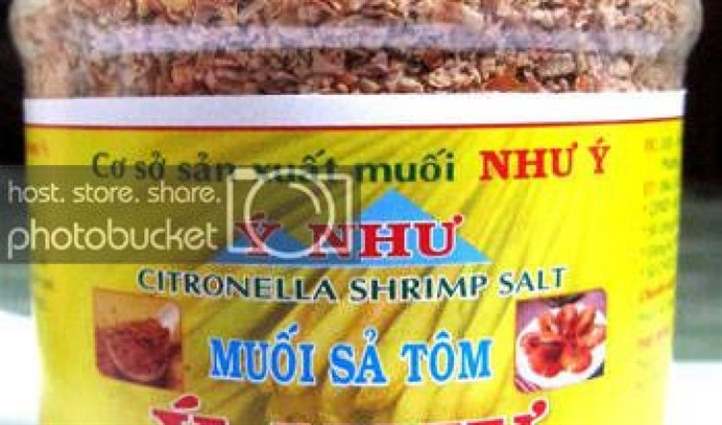 Cơ sở sản xuất muối NHƯ Ý
host. store. share.
photobucket
Ý NHƯ
CITRONELLA SHRIMP SALT
MUỐI SẢ TÔM